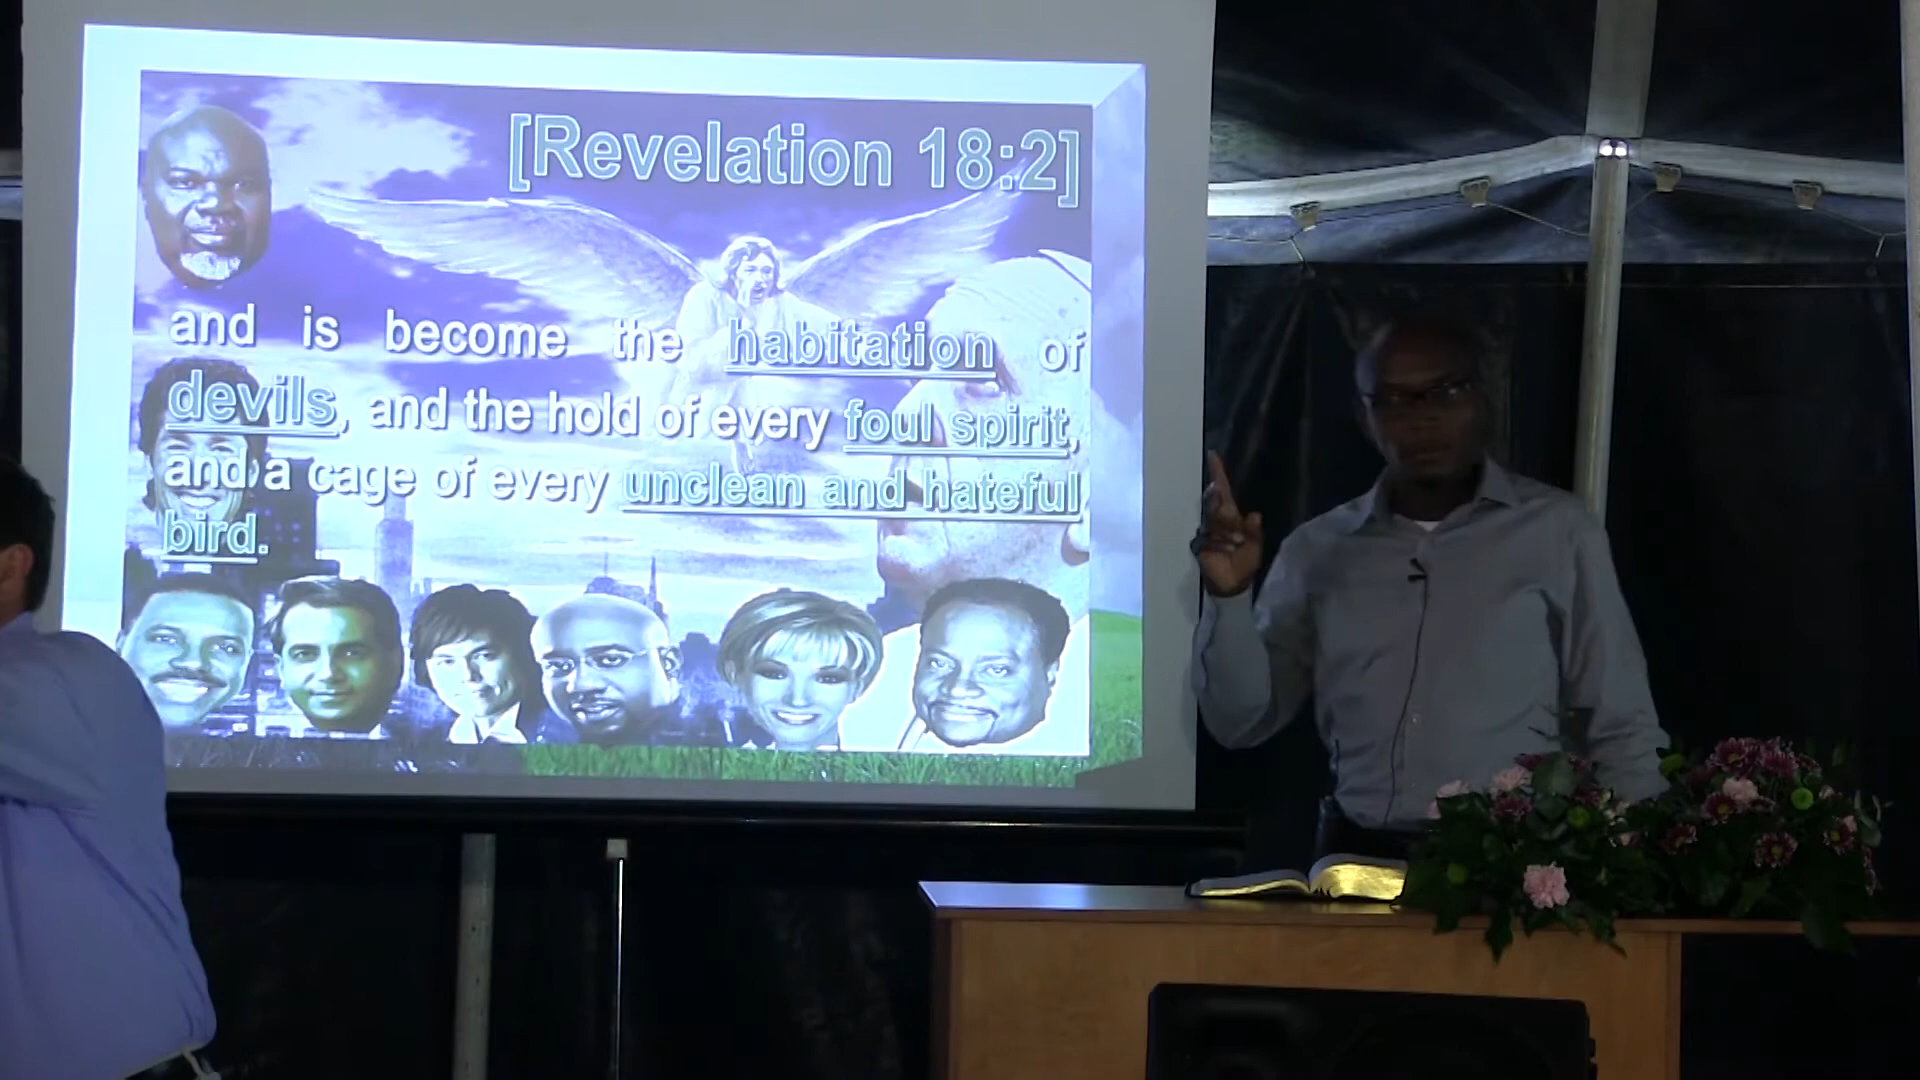 [Revelation 18:2]
and is become the habitation of
devils, and the hold of every foul spirit,
and a cage of every unclean and hateful
bird.